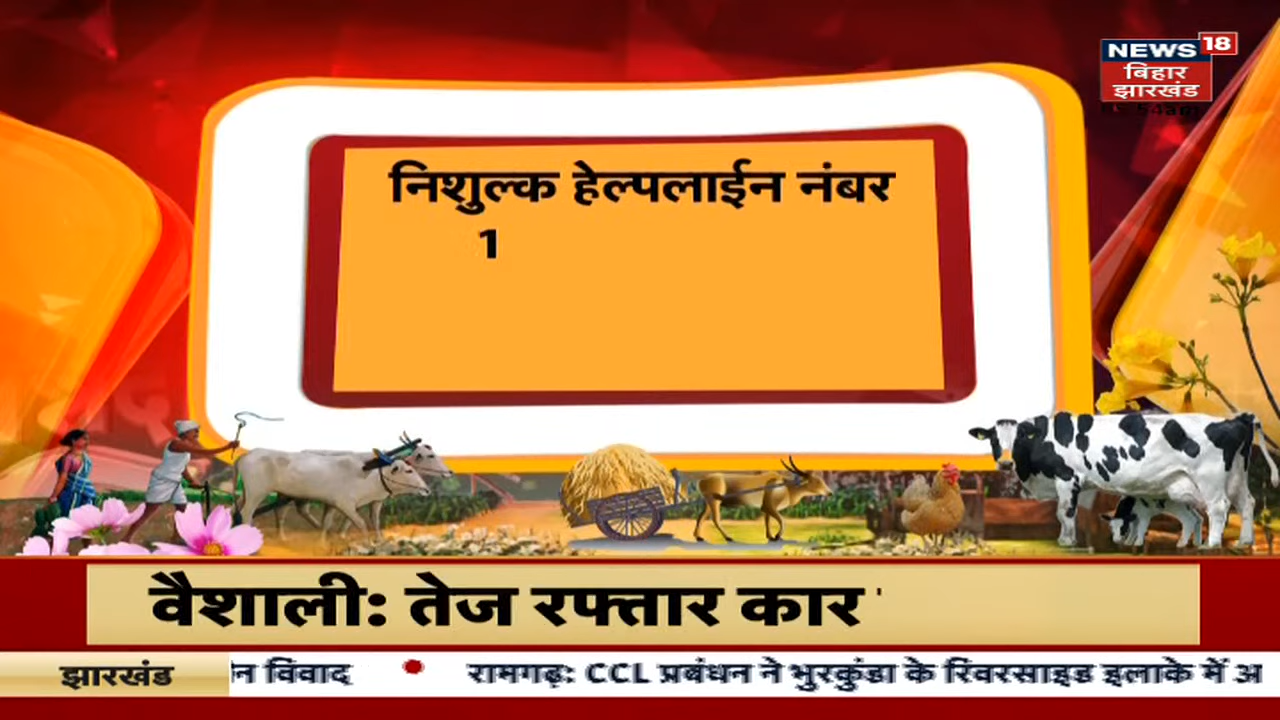 NEWS 18
बिहार
झारखंड
निशुल्क हेल्पलाईन नंबर
1
वैशाली: तेज रफ्तार कार
झारखंड
न विवाद • रामगढ़: CCL प्रबंधन ने भुरकुंडा के रिवरसाइड इलाके में अ